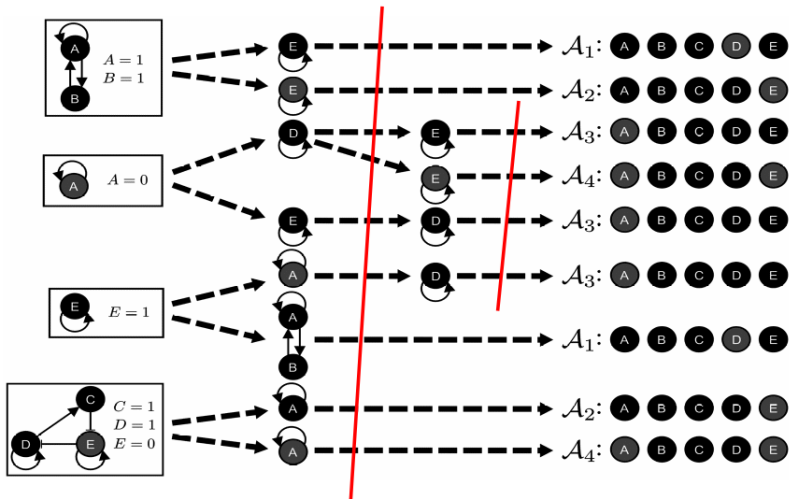 A = 1
B = 1
A
B
E
E
𝒜₁: A B C D E
𝒜₂: A B C D E
A
A = 0
D
E
E
E
D
𝒜₃: A B C D E
𝒜₄: A B C D E
𝒜₃: A B C D E
E
E = 1
A
D
A
B
𝒜₃: A B C D E
𝒜₁: A B C D E
C
D
E
C = 1
D = 1
E = 0
A
A
𝒜₂: A B C D E
𝒜₄: A B C D E